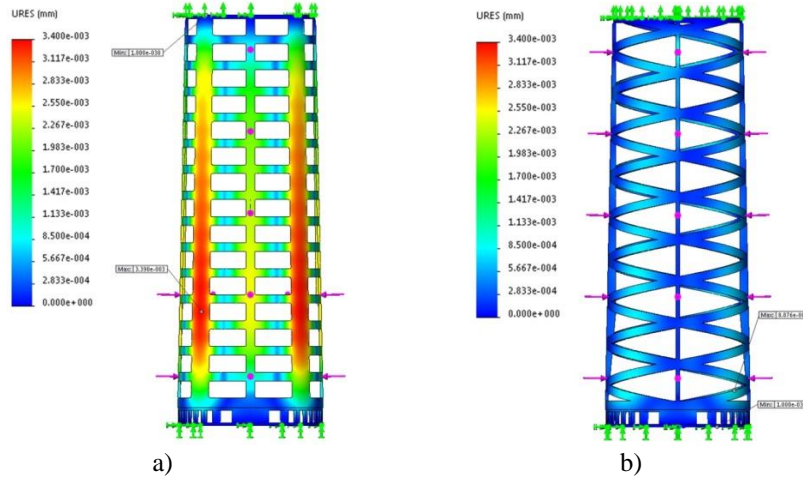 URES (mm)
3.400e-003
3.117e-003
2.833e-003
2.550e-003
2.267e-003
1.983e-003
1.700e-003
1.417e-003
1.133e-003
8.500e-004
5.667e-004
2.833e-004
0.000e+000
a)
URES (mm)
3.400e-003
3.117e-003
2.833e-003
2.550e-003
2.267e-003
1.983e-003
1.700e-003
1.417e-003
1.133e-003
8.500e-004
5.667e-004
2.833e-004
0.000e+000
b)